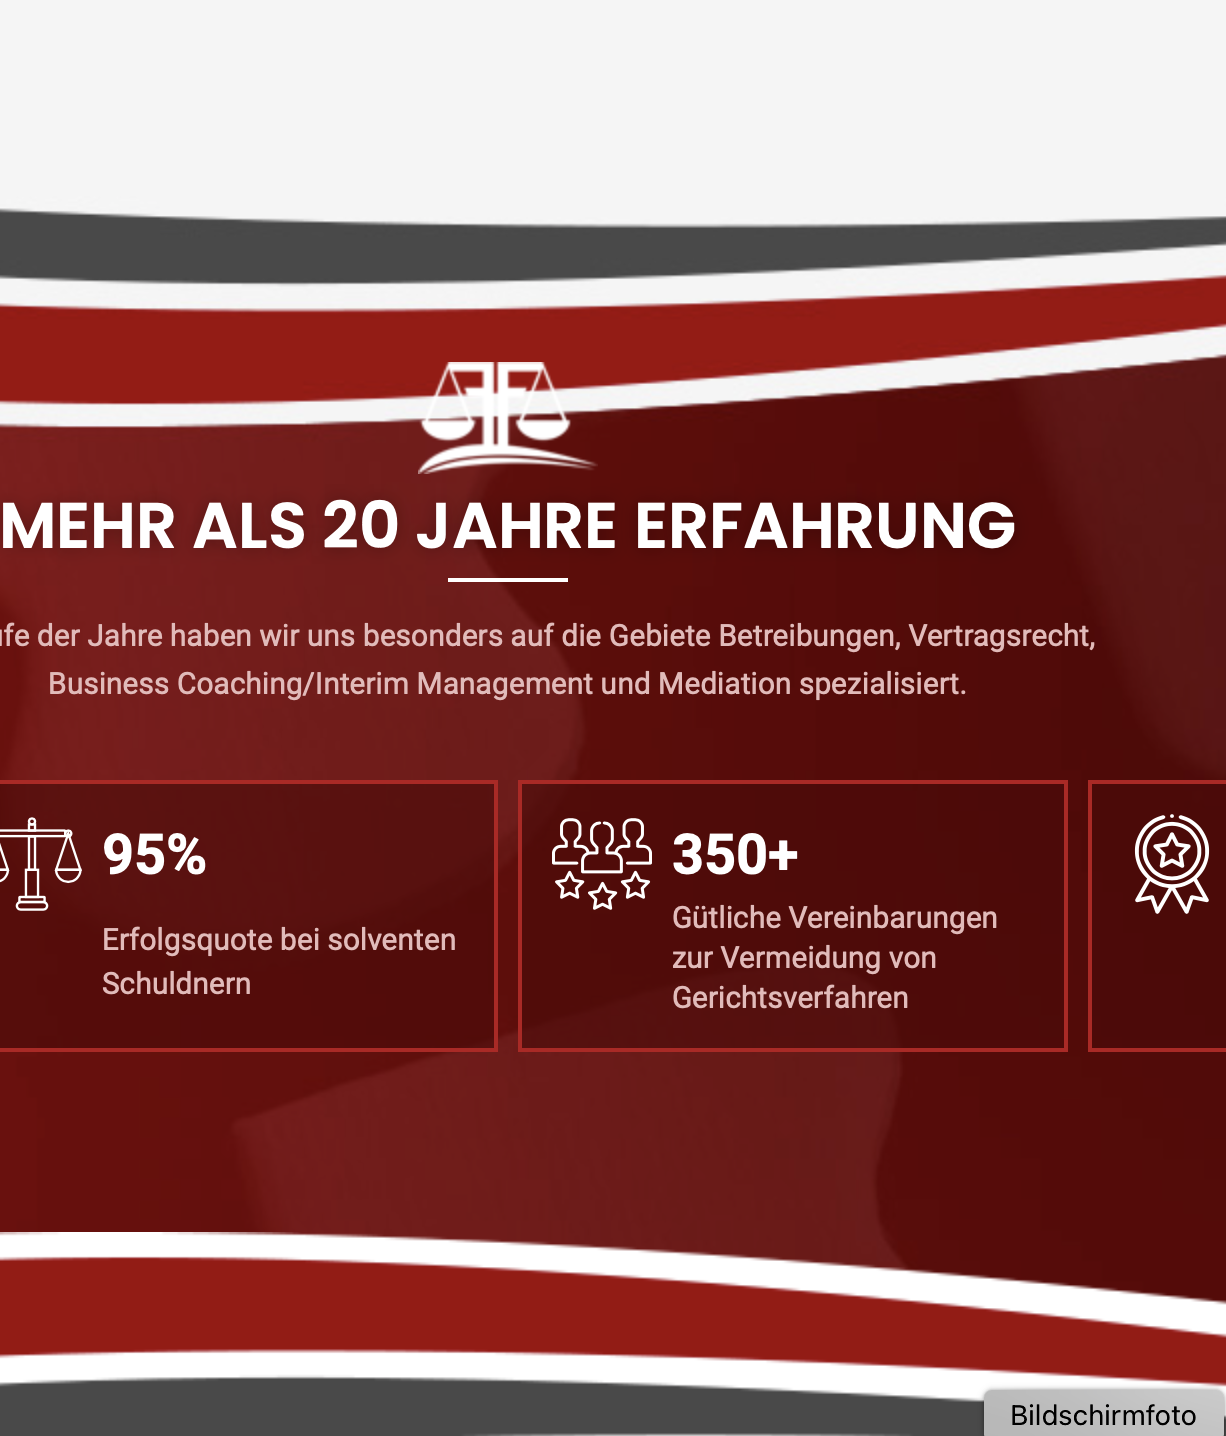 MEHR ALS 20 JAHRE ERFAHRUNG
der Jahre haben wir uns besonders auf die Gebiete Betreibungen, Vertragsrecht,
Business Coaching/Interim Management und Mediation spezialisiert.
95%
Erfolgsquote bei solventen
Schuldnern
350+
Gütliche Vereinbarungen
zur Vermeidung von
Gerichtsverfahren
Bildschirmfoto